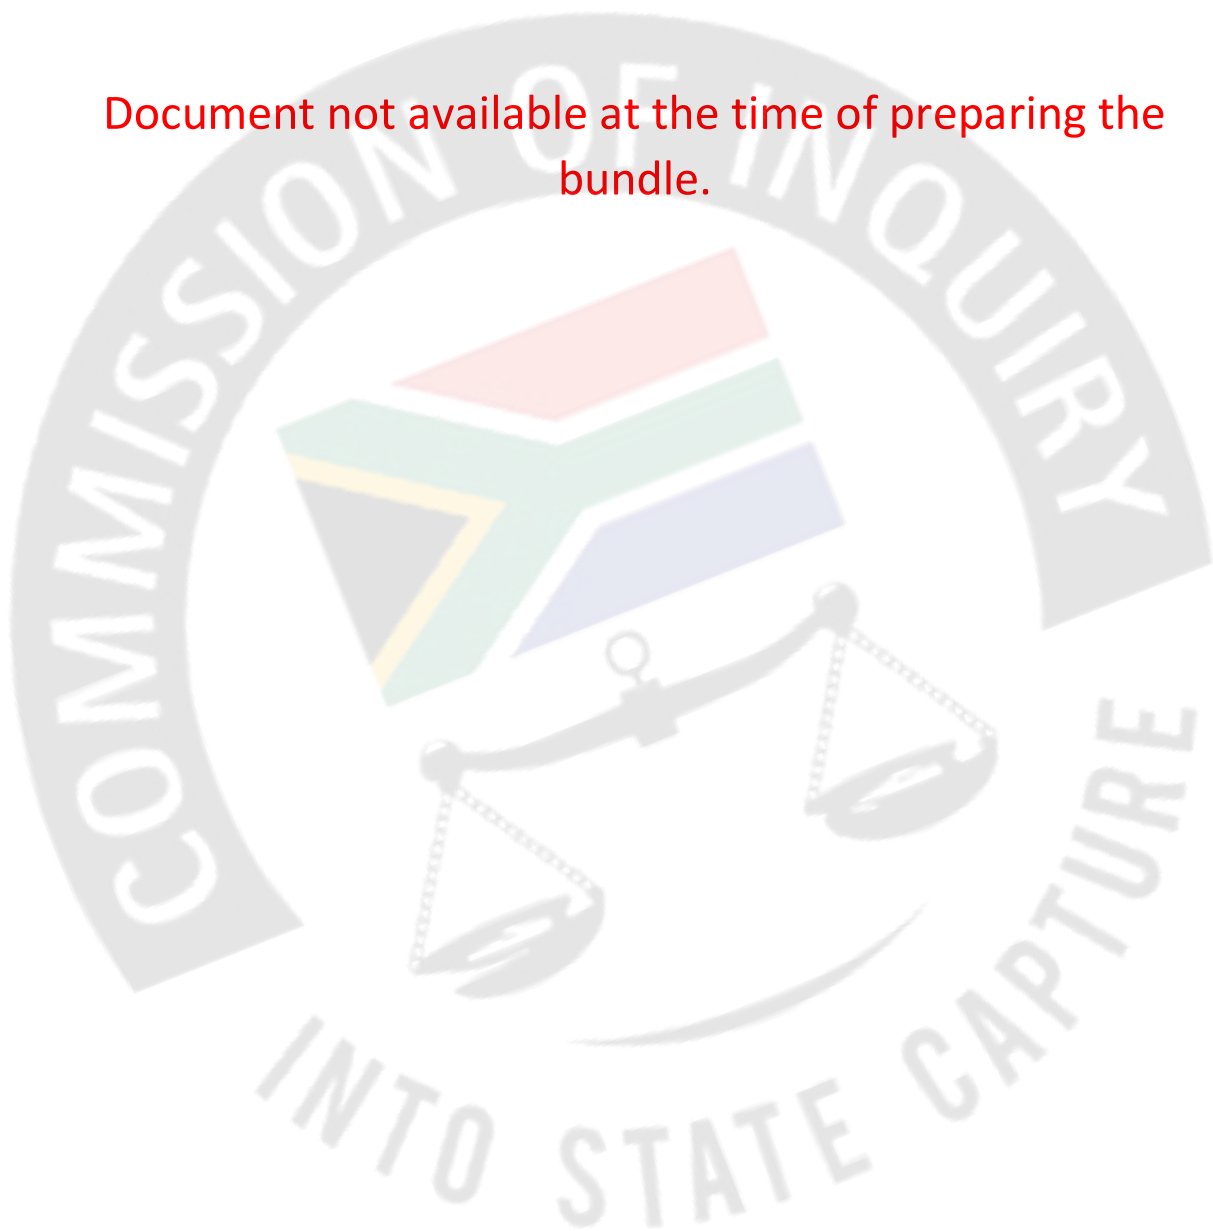 Document not available at the time of preparing the
bundle.
COMMISSION OF INQUIRY
INTO STATE CAPTURE